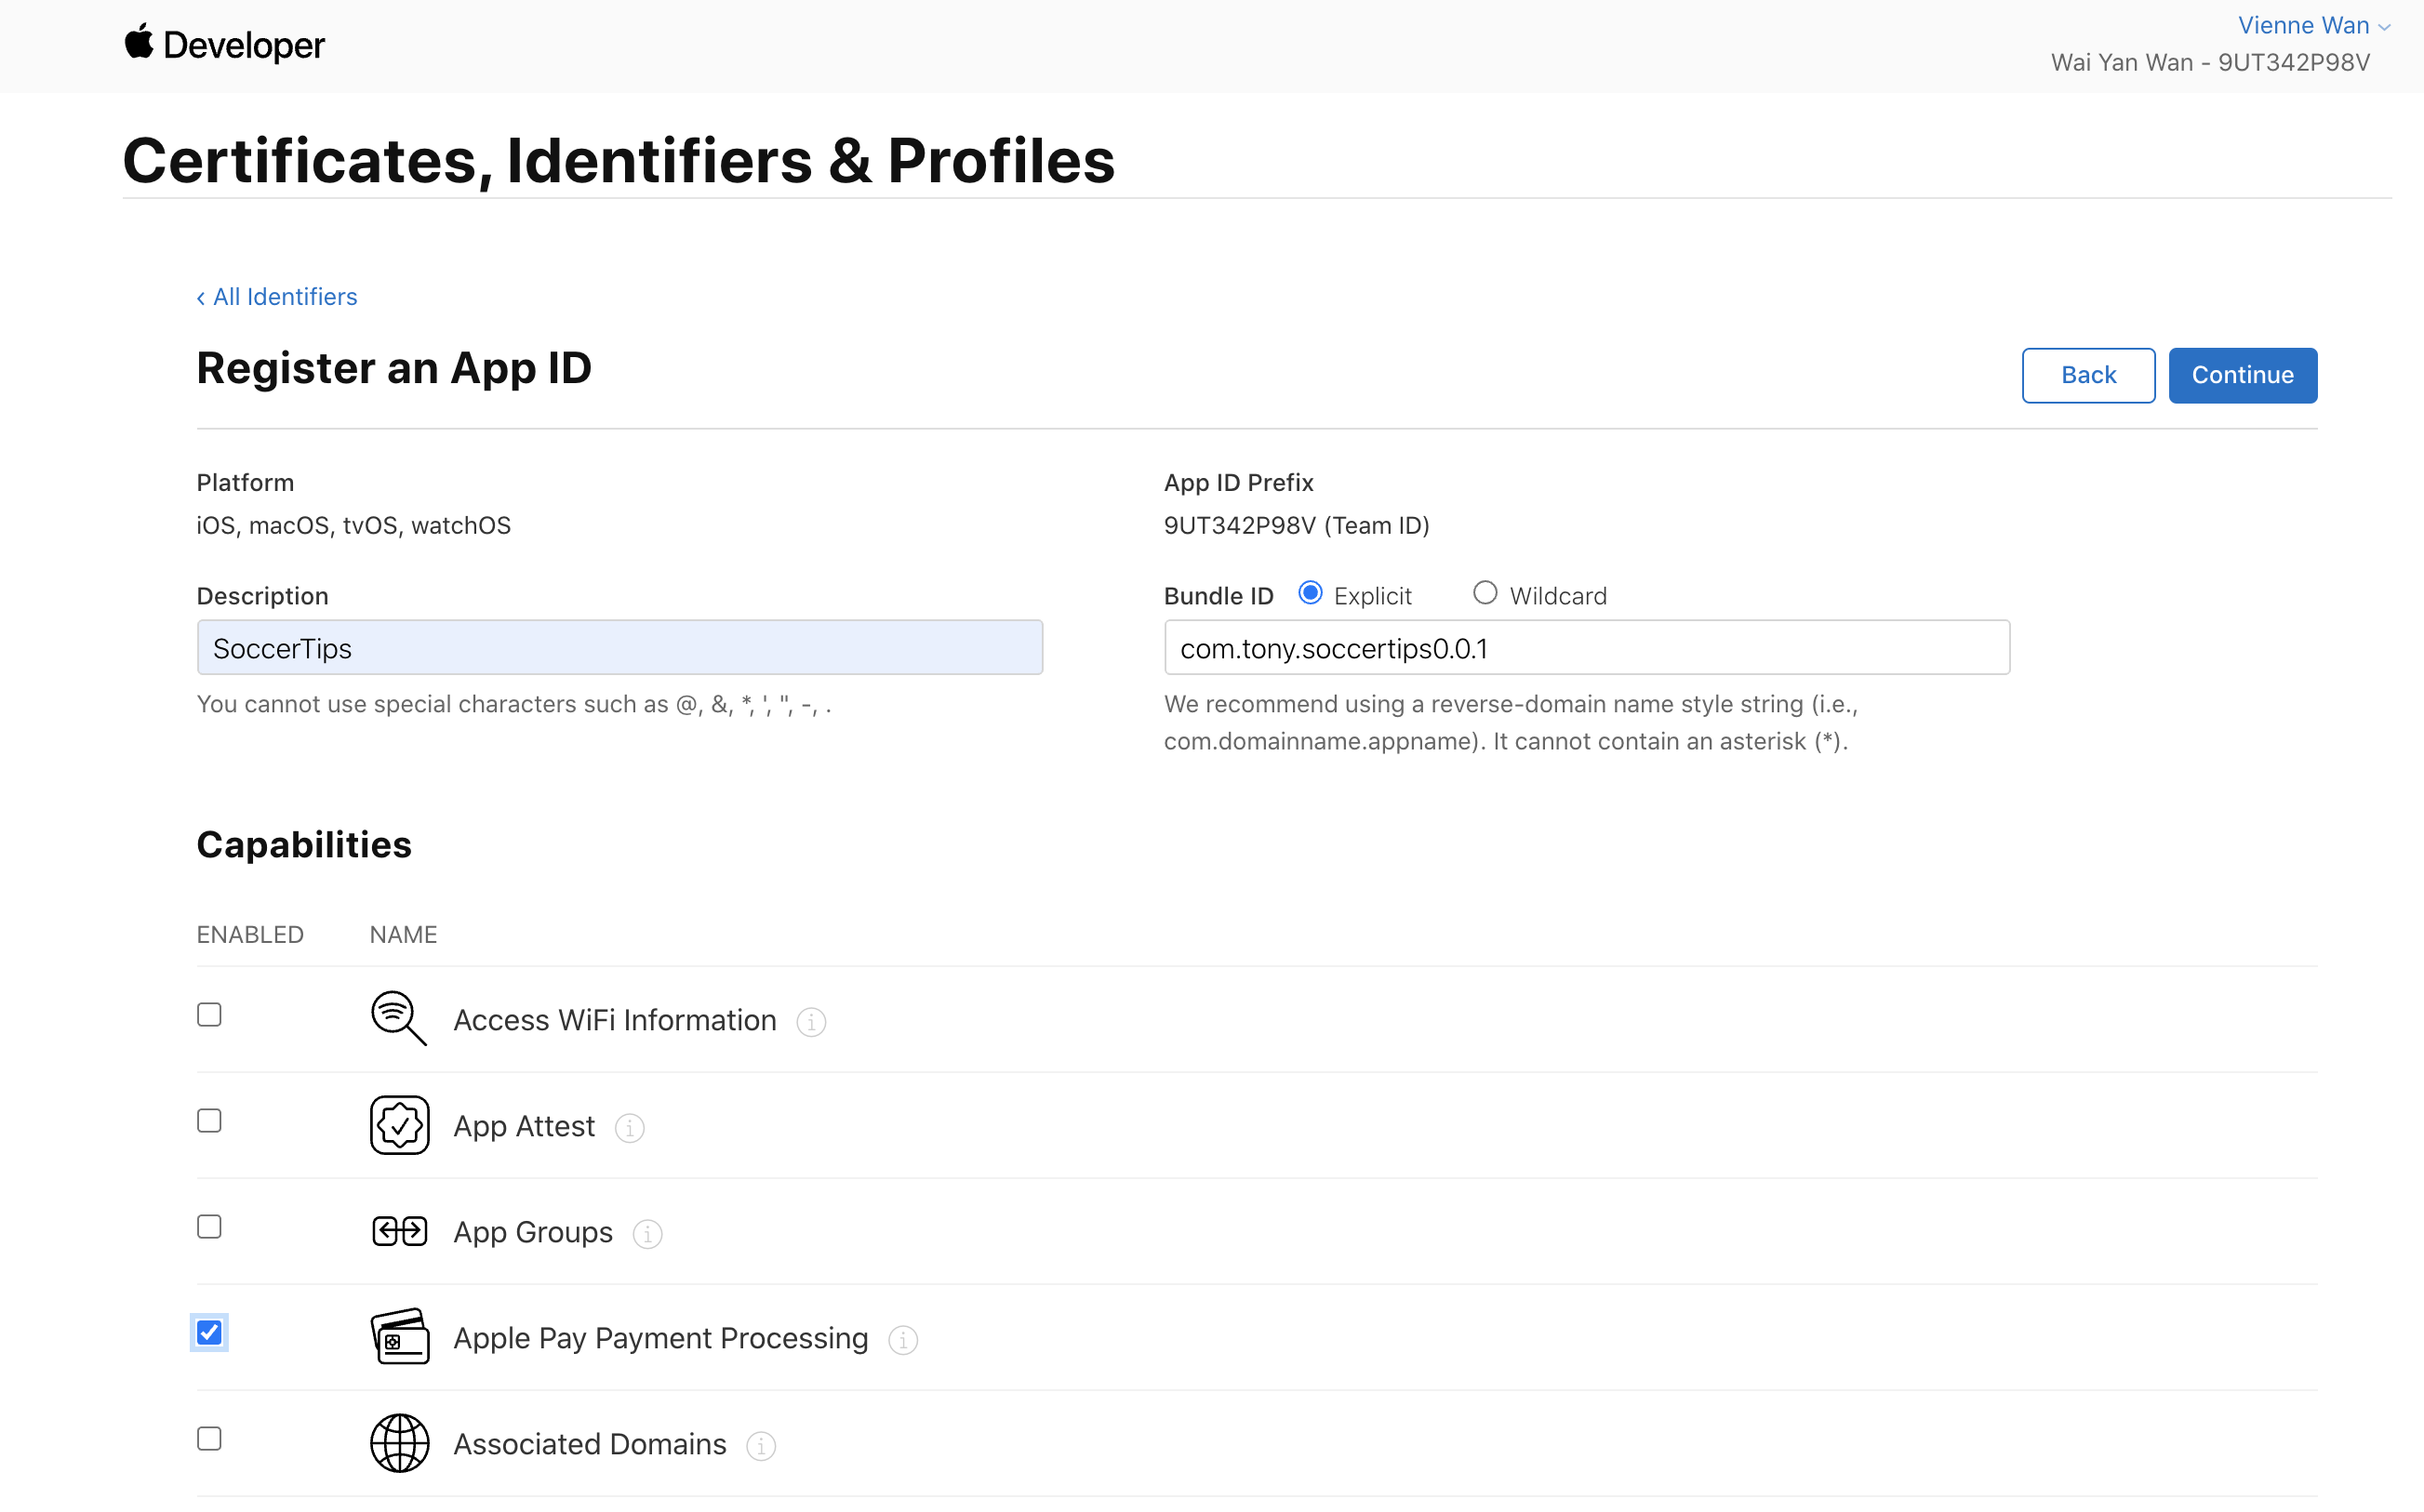 Developer
Vienne Wan
Wai Yan Wan - 9UT342P98V
Certificates, Identifiers & Profiles
‹ All Identifiers
Register an App ID
Back
Continue
Platform
App ID Prefix
iOS, macOS, tvOS, watchOS
9UT342P98V (Team ID)
Description
Bundle ID Explicit Wildcard
SoccerTips
com.tony.soccertips0.0.1
You cannot use special characters such as @, &, *, ', ", -, .
We recommend using a reverse-domain name style string (i.e.,
com.domainname.appname). It cannot contain an asterisk (*).
Capabilities
ENABLED NAME
Access WiFi Information
App Attest
App Groups
Apple Pay Payment Processing
Associated Domains